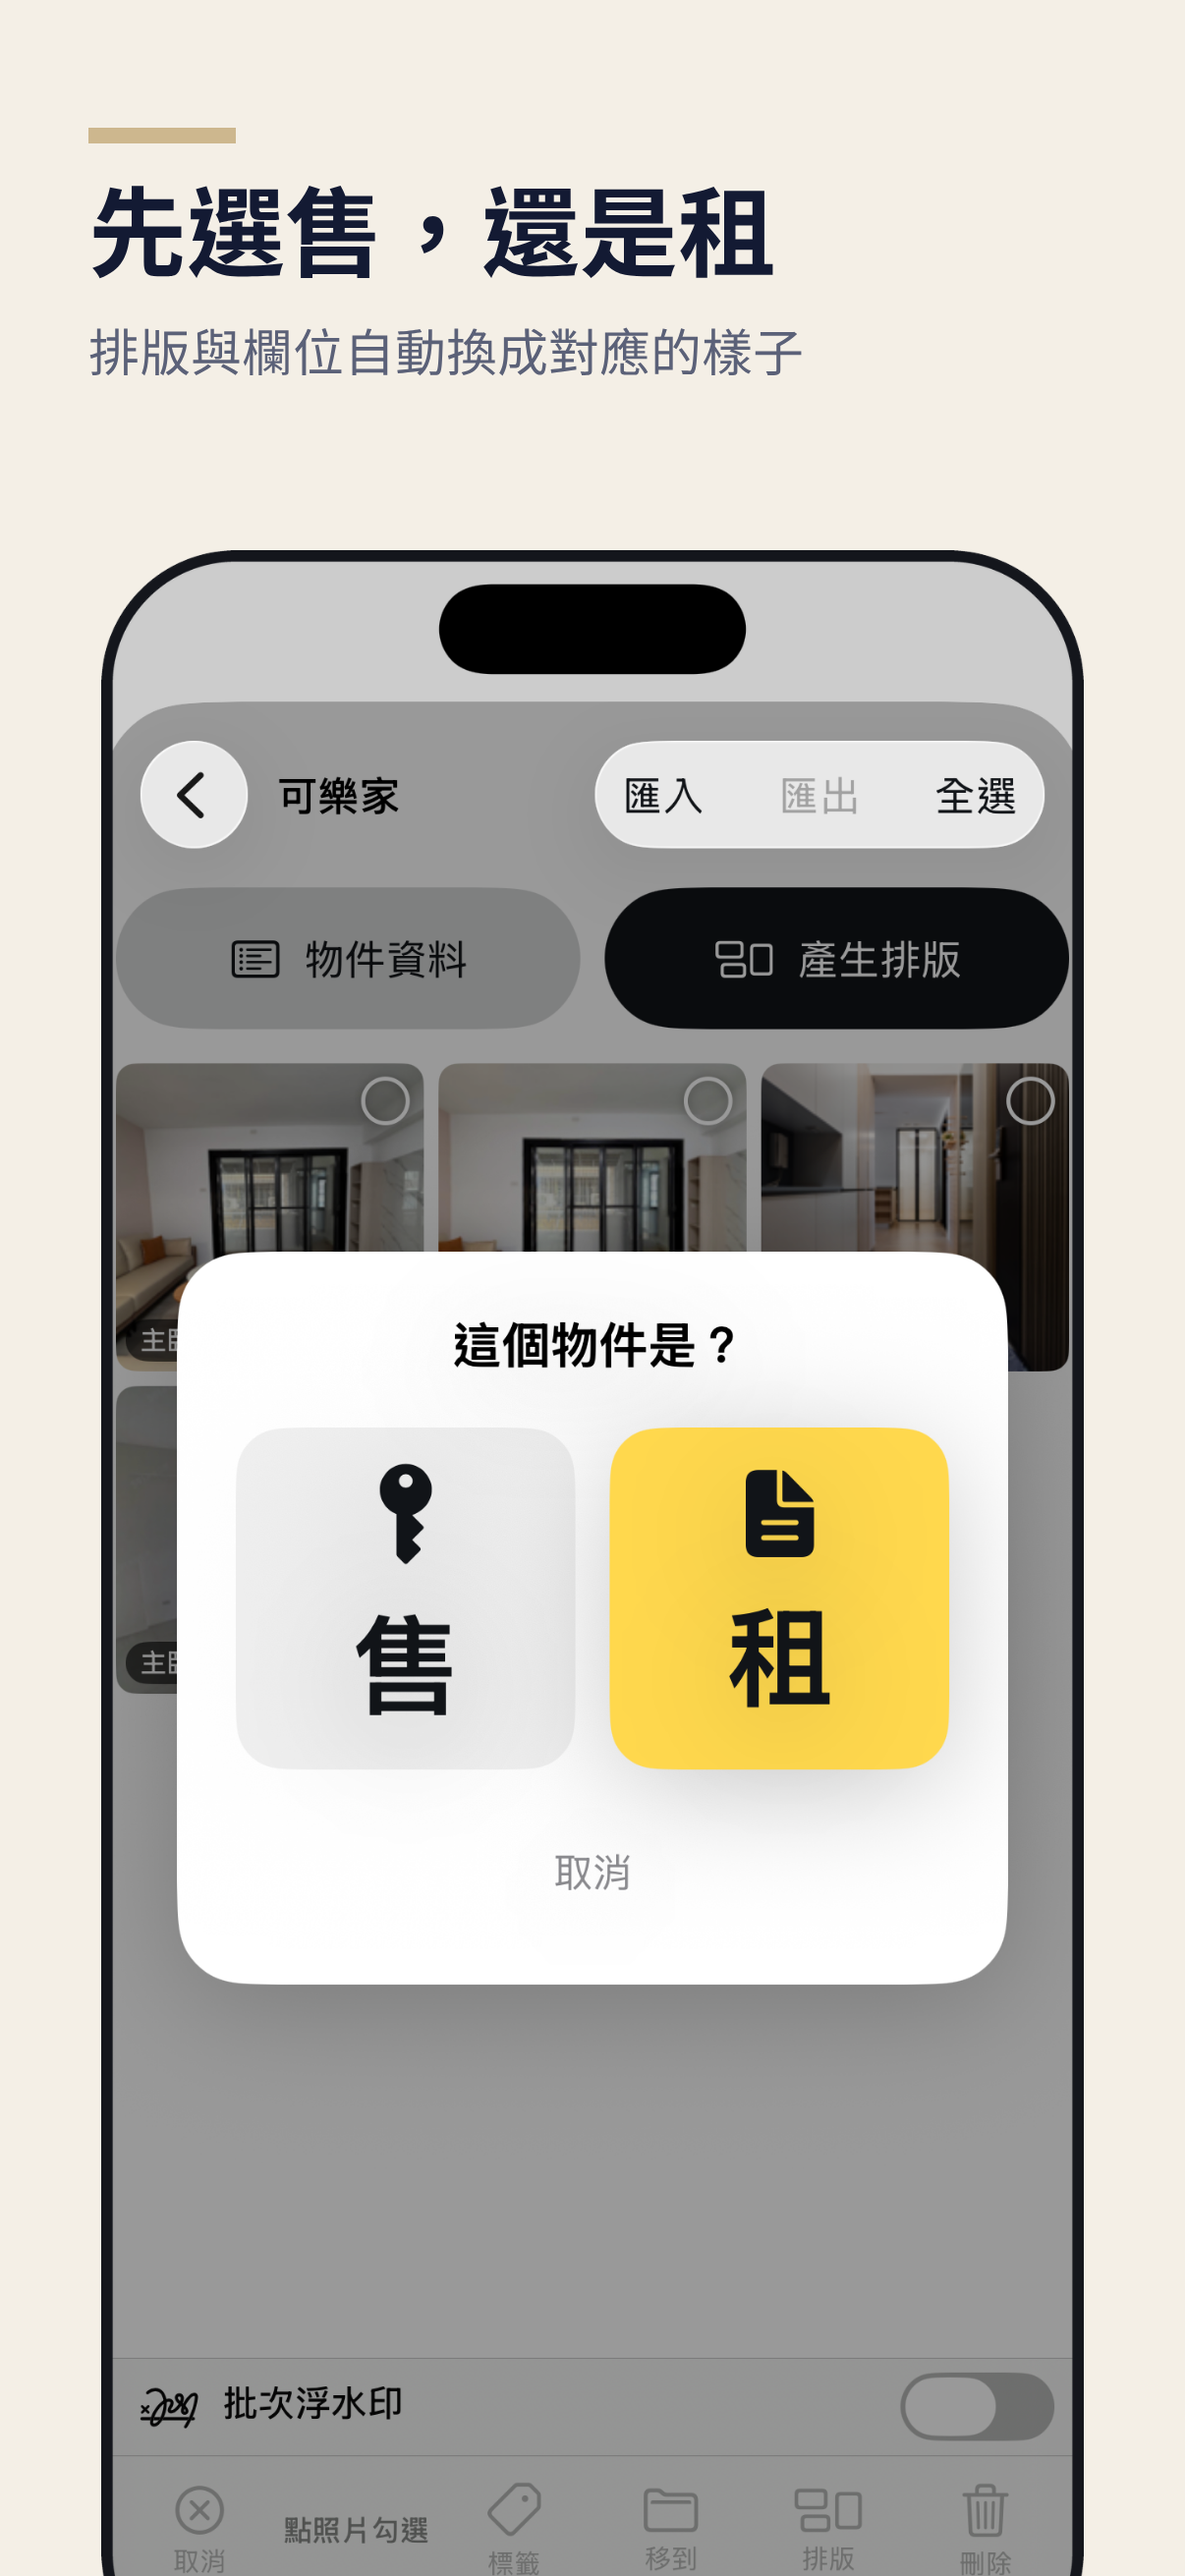 先選售，還是租
排版與欄位自動換成對應的樣子
可樂家
匯入 匯出 全選
物件資料 產生排版
主
這個物件是？
售 租
主
取消
批次浮水印
取消 點照片勾選 標籤 移到 排版 刪除